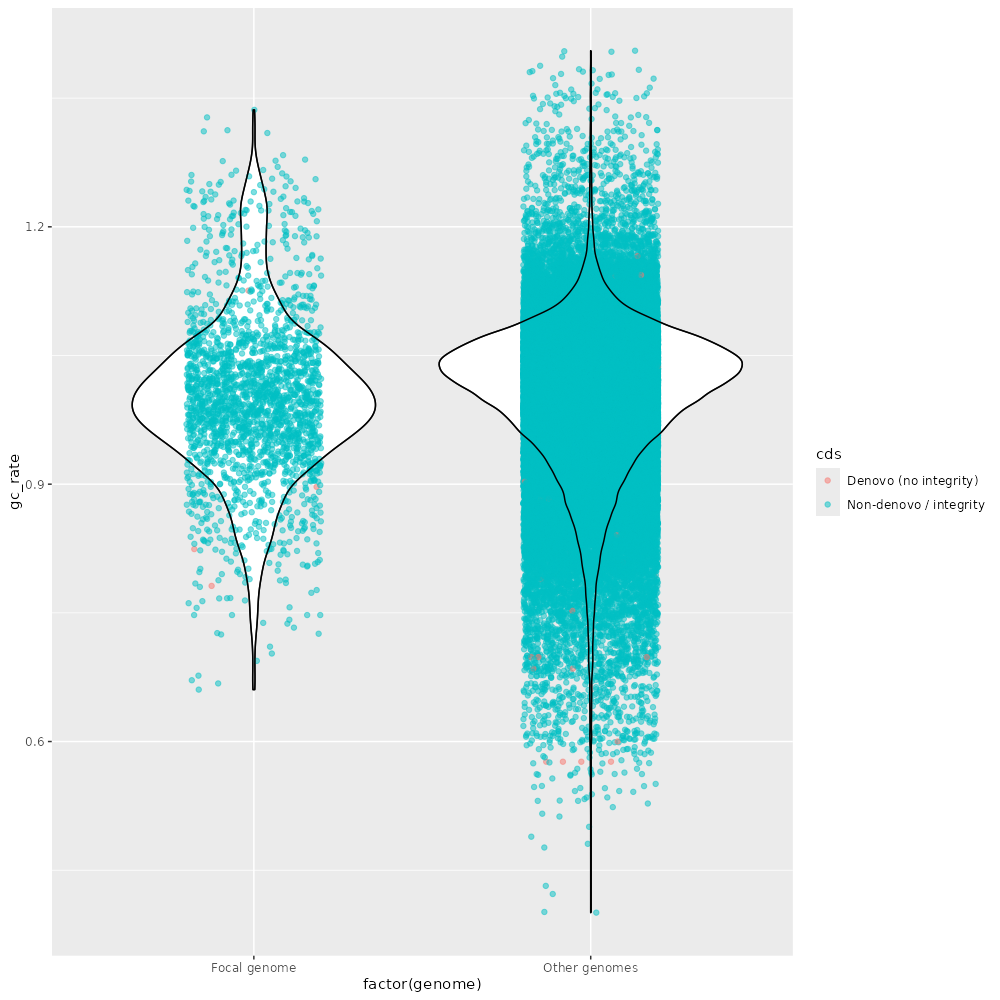 gc_rate
1.2
0.9
0.6
Focal genome
Other genomes
factor(genome)
cds
Denovo (no integrity)
Non-denovo / integrity